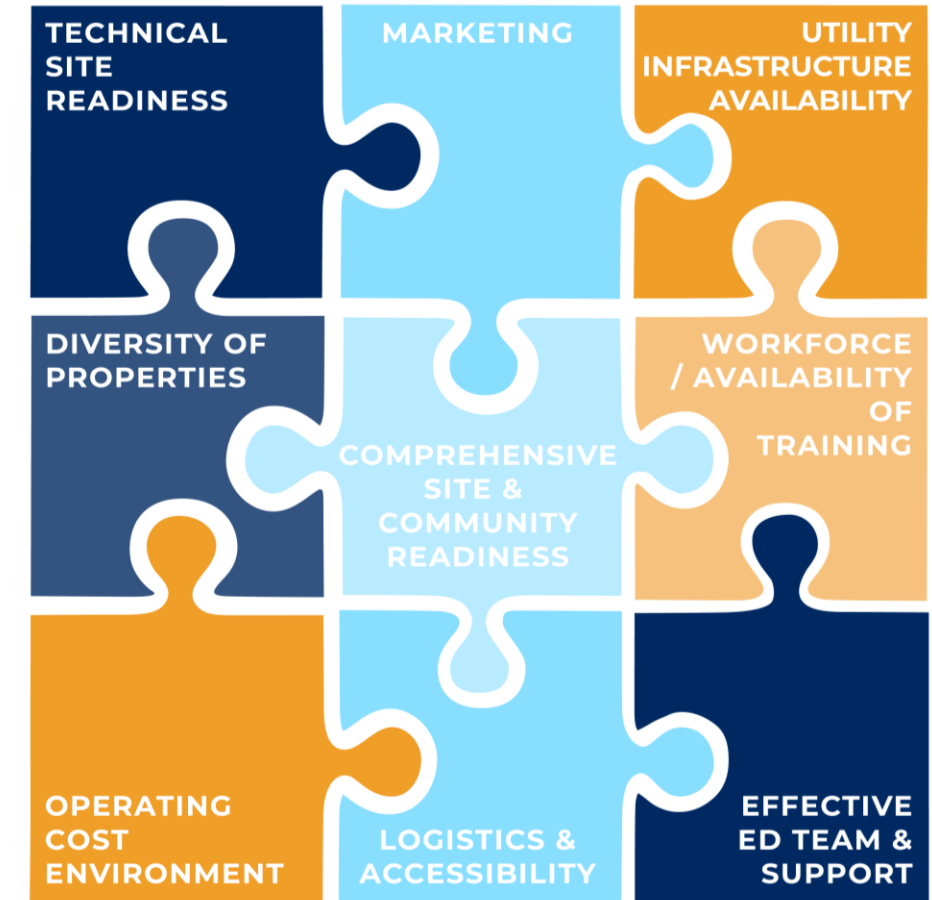 TECHNICAL
SITE
READINESS
MARKETING
UTILITY
INFRASTRUCTURE
AVAILABILITY
DIVERSITY OF
PROPERTIES
COMPREHENSIVE
SITE &
COMMUNITY
READINESS
WORKFORCE
/ AVAILABILITY
OF
TRAINING
OPERATING
COST
ENVIRONMENT
LOGISTICS &
ACCESSIBILITY
EFFECTIVE
ED TEAM &
SUPPORT